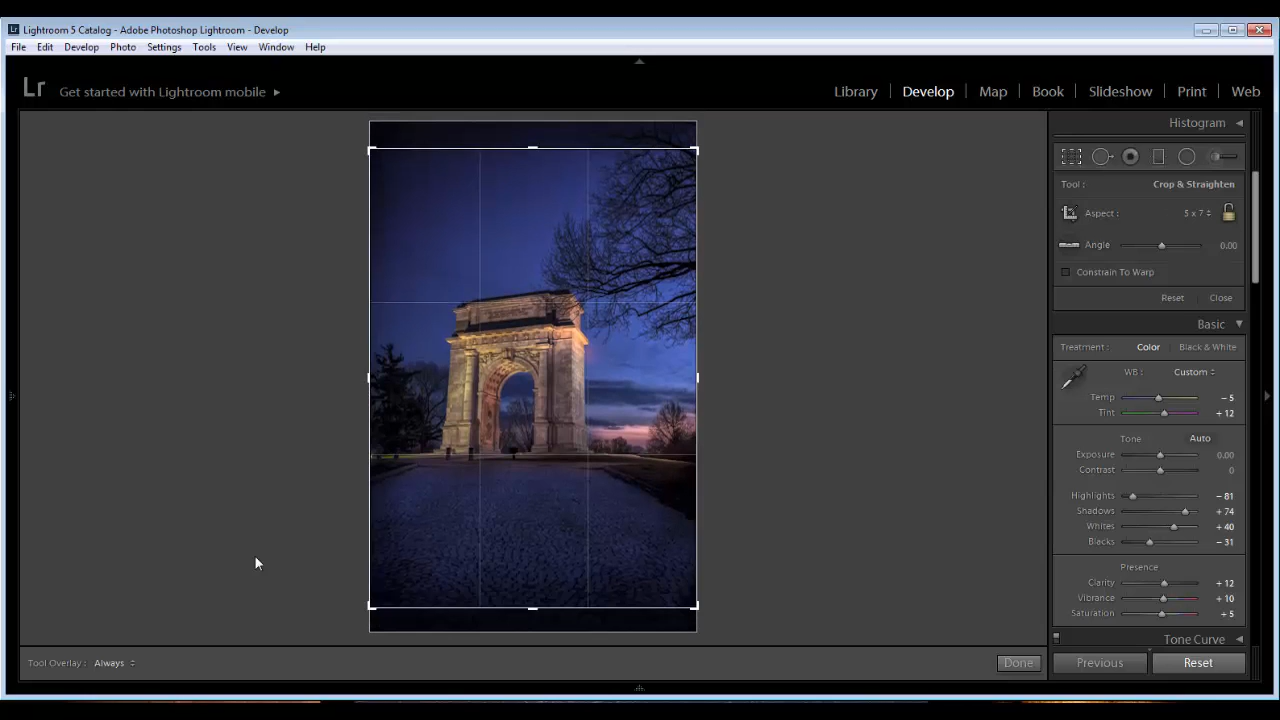 Lightroom 5 Catalog - Adobe Photoshop Lightroom - Develop
File Edit Develop Photo Settings Tools View Window Help
Lr Get started with Lightroom mobile Library Develop Map Book Slideshow Print Web
Histogram
Tool : Crop & Straighten
Aspect : 5 x 7
Angle 0.00
Constrain To Warp
Reset Close
Basic
Treatment : Color Black & White
WB : Custom
Temp – 5
Tint + 12
Tone Auto
Exposure 0.00
Contrast 0
Highlights – 81
Shadows + 74
Whites + 40
Blacks – 31
Presence
Clarity + 12
Vibrance + 10
Saturation + 5
Tone Curve
Tool Overlay : Always Done Previous Reset